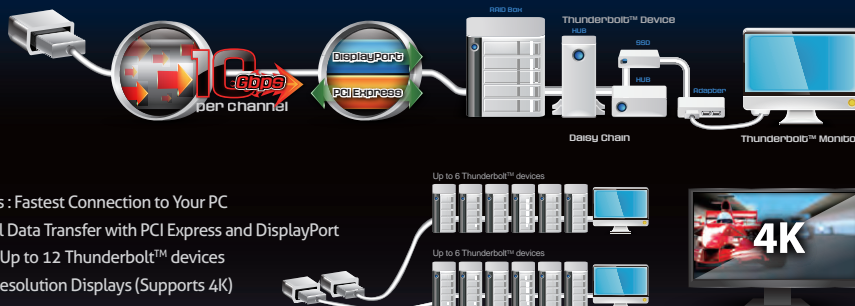 RAID Box
Thunderbolt™ Device
HUB
SSD
HUB
Adapter
10 Gbps
per channel
DisplayPort
PCI Express
Daisy Chain
Thunderbolt™ Monito
s : Fastest Connection to Your PC
l Data Transfer with PCI Express and DisplayPort
Up to 12 Thunderbolt™ devices
esolution Displays (Supports 4K)
Up to 6 Thunderbolt™ devices
Up to 6 Thunderbolt™ devices
4K